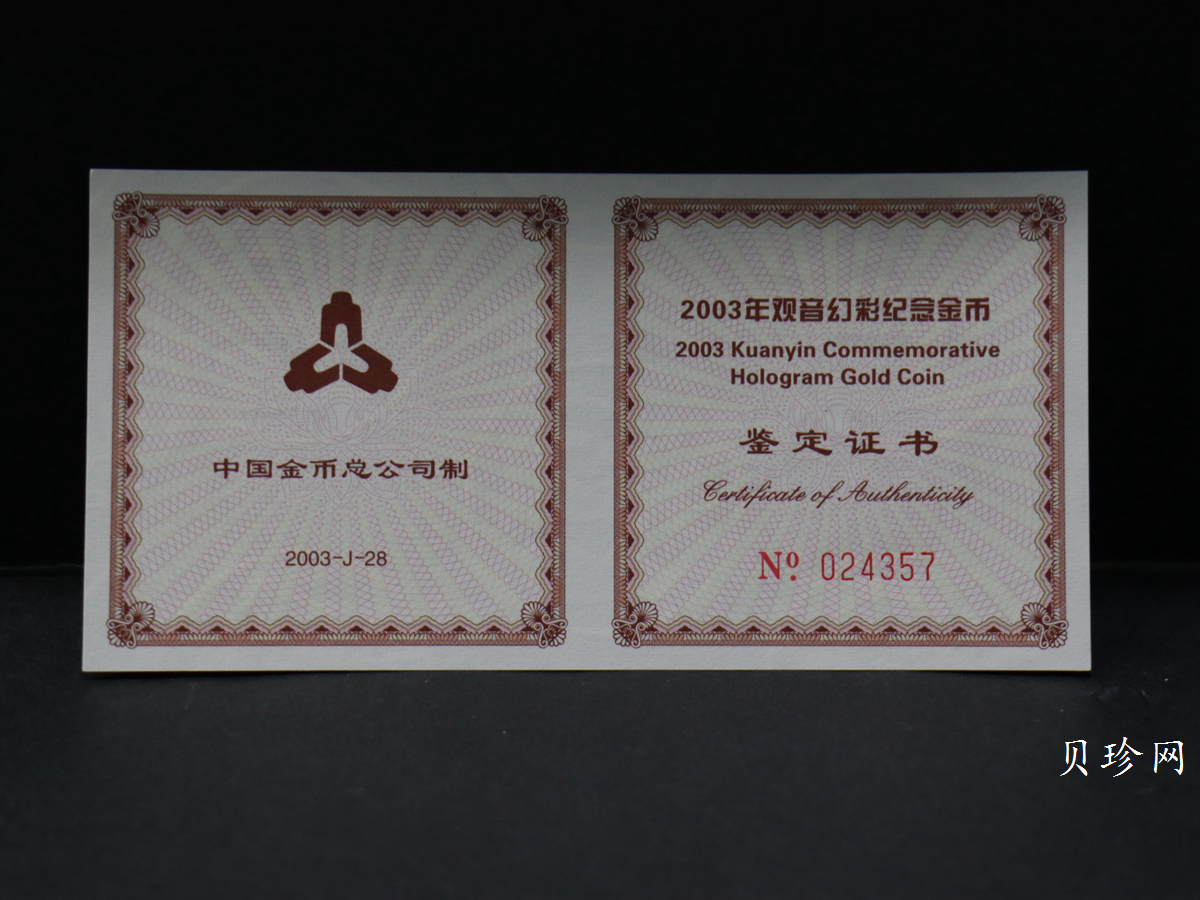 中国金币总公司制
2003-J-28
2003年观音幻彩纪念金币
2003 Kuanyin Commemorative
Hologram Gold Coin
鉴定证书
Certificate of Authenticity
Nº 024357
贝珍网